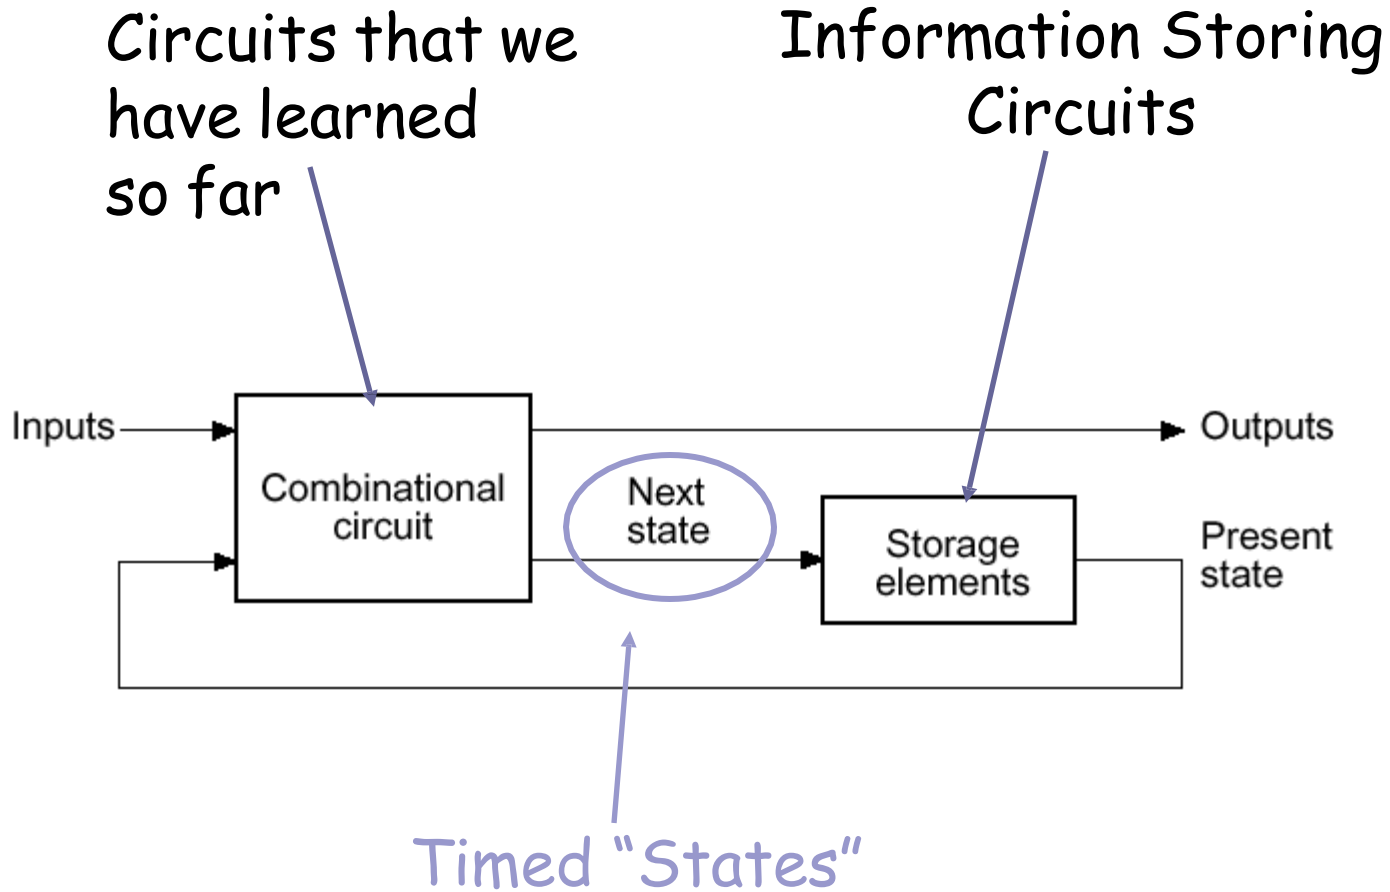 Circuits that we
have learned
so far
Information Storing
Circuits
Inputs
Combinational
circuit
Next
state
Storage
elements
Outputs
Present
state
Timed “States”